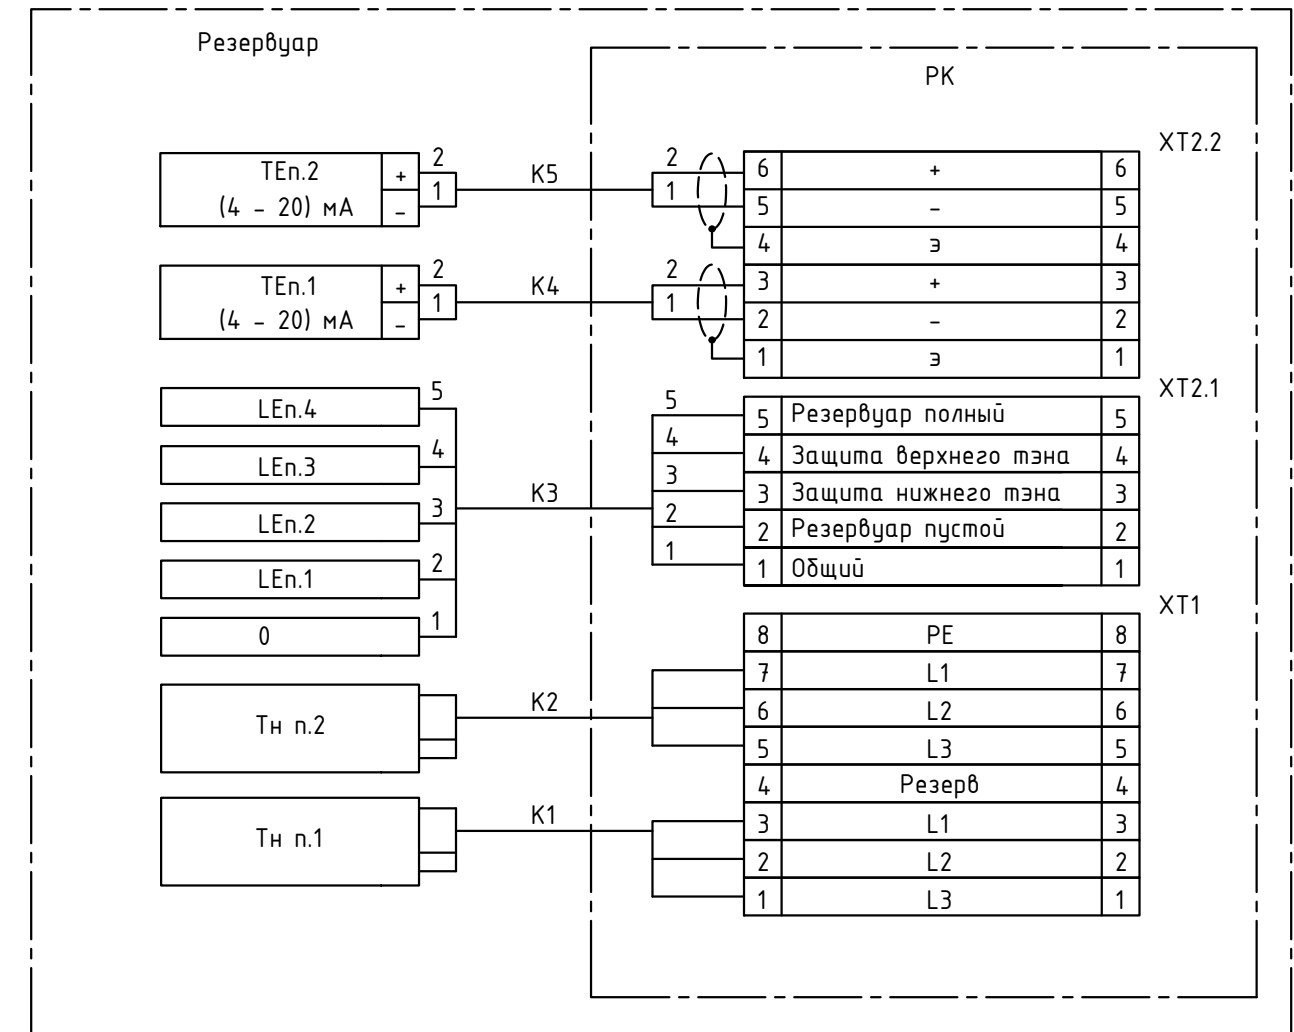 Резервуар
РК
XT2.2
TEп.2
(4 - 20) мА
+
-
2
1
K5
2
1
6 + 6
5 - 5
4 э 4
TEп.1
(4 - 20) мА
+
-
2
1
K4
2
1
3 + 3
2 - 2
1 э 1
XT2.1
LEп.4
5
LEп.3
4
LEп.2
3
LEп.1
2
0
1
K3
5
4
3
2
1
5 Резервуар полный 5
4 Защита верхнего тэна 4
3 Защита нижнего тэна 3
2 Резервуар пустой 2
1 Общий 1
XT1
8 PE 8
Тн п.2
K2
7 L1 7
6 L2 6
5 L3 5
4 Резерв 4
Тн п.1
K1
3 L1 3
2 L2 2
1 L3 1